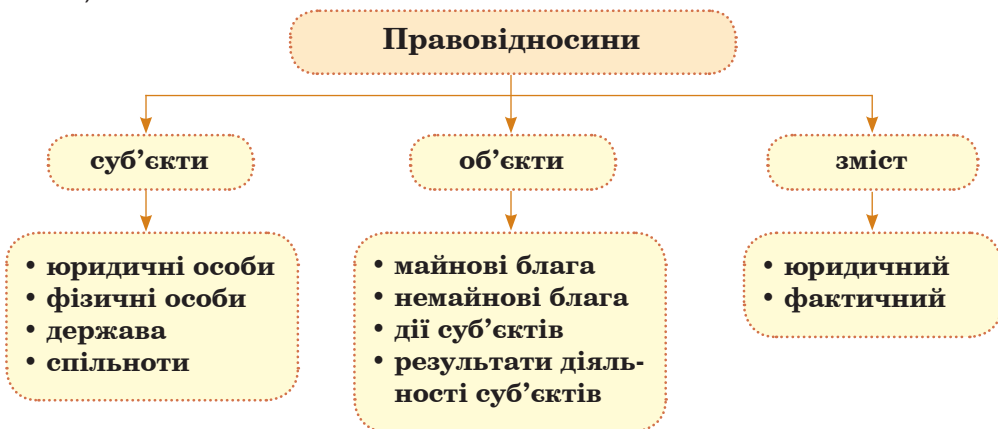 Правовідносини
суб’єкти
об’єкти
зміст
• юридичні особи
• фізичні особи
• держава
• спільноти
• майнові блага
• немайнові блага
• дії суб’єктів
• результати діяль-
ності суб’єктів
• юридичний
• фактичний